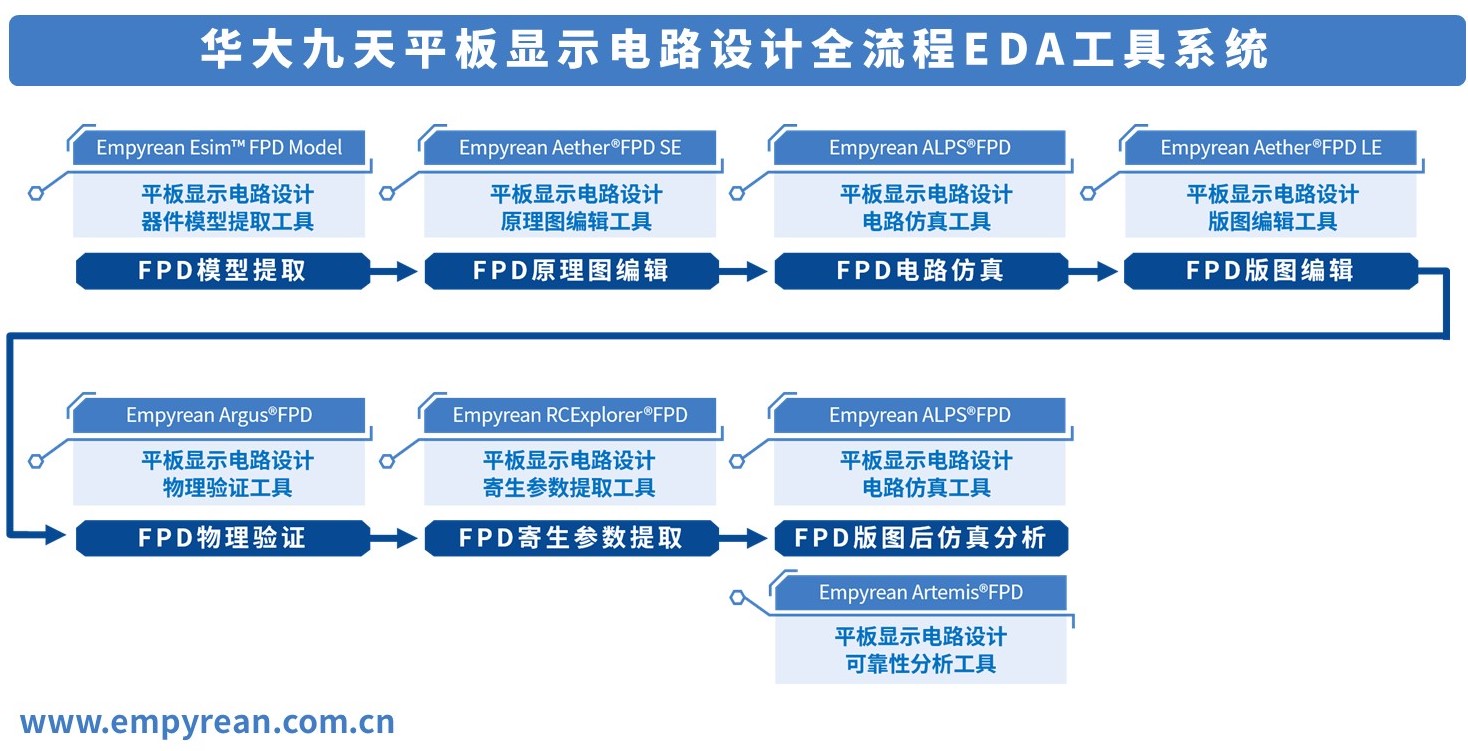 华大九天平板显示电路设计全流程EDA工具系统
Empyrean Esim™ FPD Model
平板显示电路设计
器件模型提取工具
FPD模型提取
Empyrean Aether®FPD SE
平板显示电路设计
原理图编辑工具
FPD原理图编辑
Empyrean ALPS®FPD
平板显示电路设计
电路仿真工具
FPD电路仿真
Empyrean Aether®FPD LE
平板显示电路设计
版图编辑工具
FPD版图编辑
Empyrean Argus®FPD
平板显示电路设计
物理验证工具
FPD物理验证
Empyrean RCExplorer®FPD
平板显示电路设计
寄生参数提取工具
FPD寄生参数提取
Empyrean ALPS®FPD
平板显示电路设计
电路仿真工具
FPD版图后仿真分析
Empyrean Artemis®FPD
平板显示电路设计
可靠性分析工具
www.empyrean.com.cn